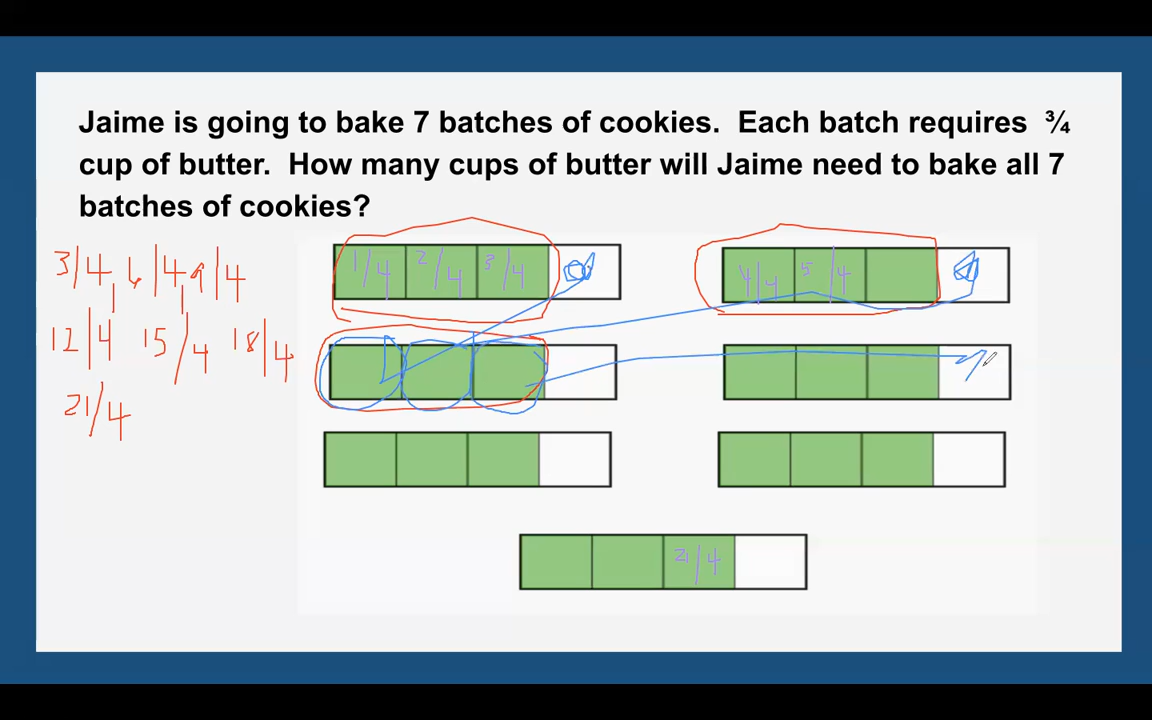 Jaime is going to bake 7 batches of cookies. Each batch requires ¾
cup of butter. How many cups of butter will Jaime need to bake all 7
batches of cookies?
3/4, 6/4, 9/4
12/4 15/4 18/4
21/4
1/4 2/4 3/4
4/4 5/4
21/4